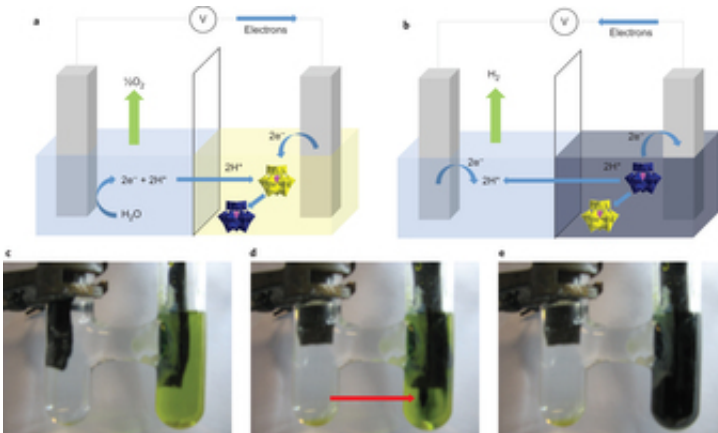 a
V
Electrons
½O₂
2e⁻
2H⁺
2e⁻ + 2H⁺
H₂O
b
V
Electrons
H₂
2e⁻
2e⁻
2H⁺
2H⁺
c
d
e